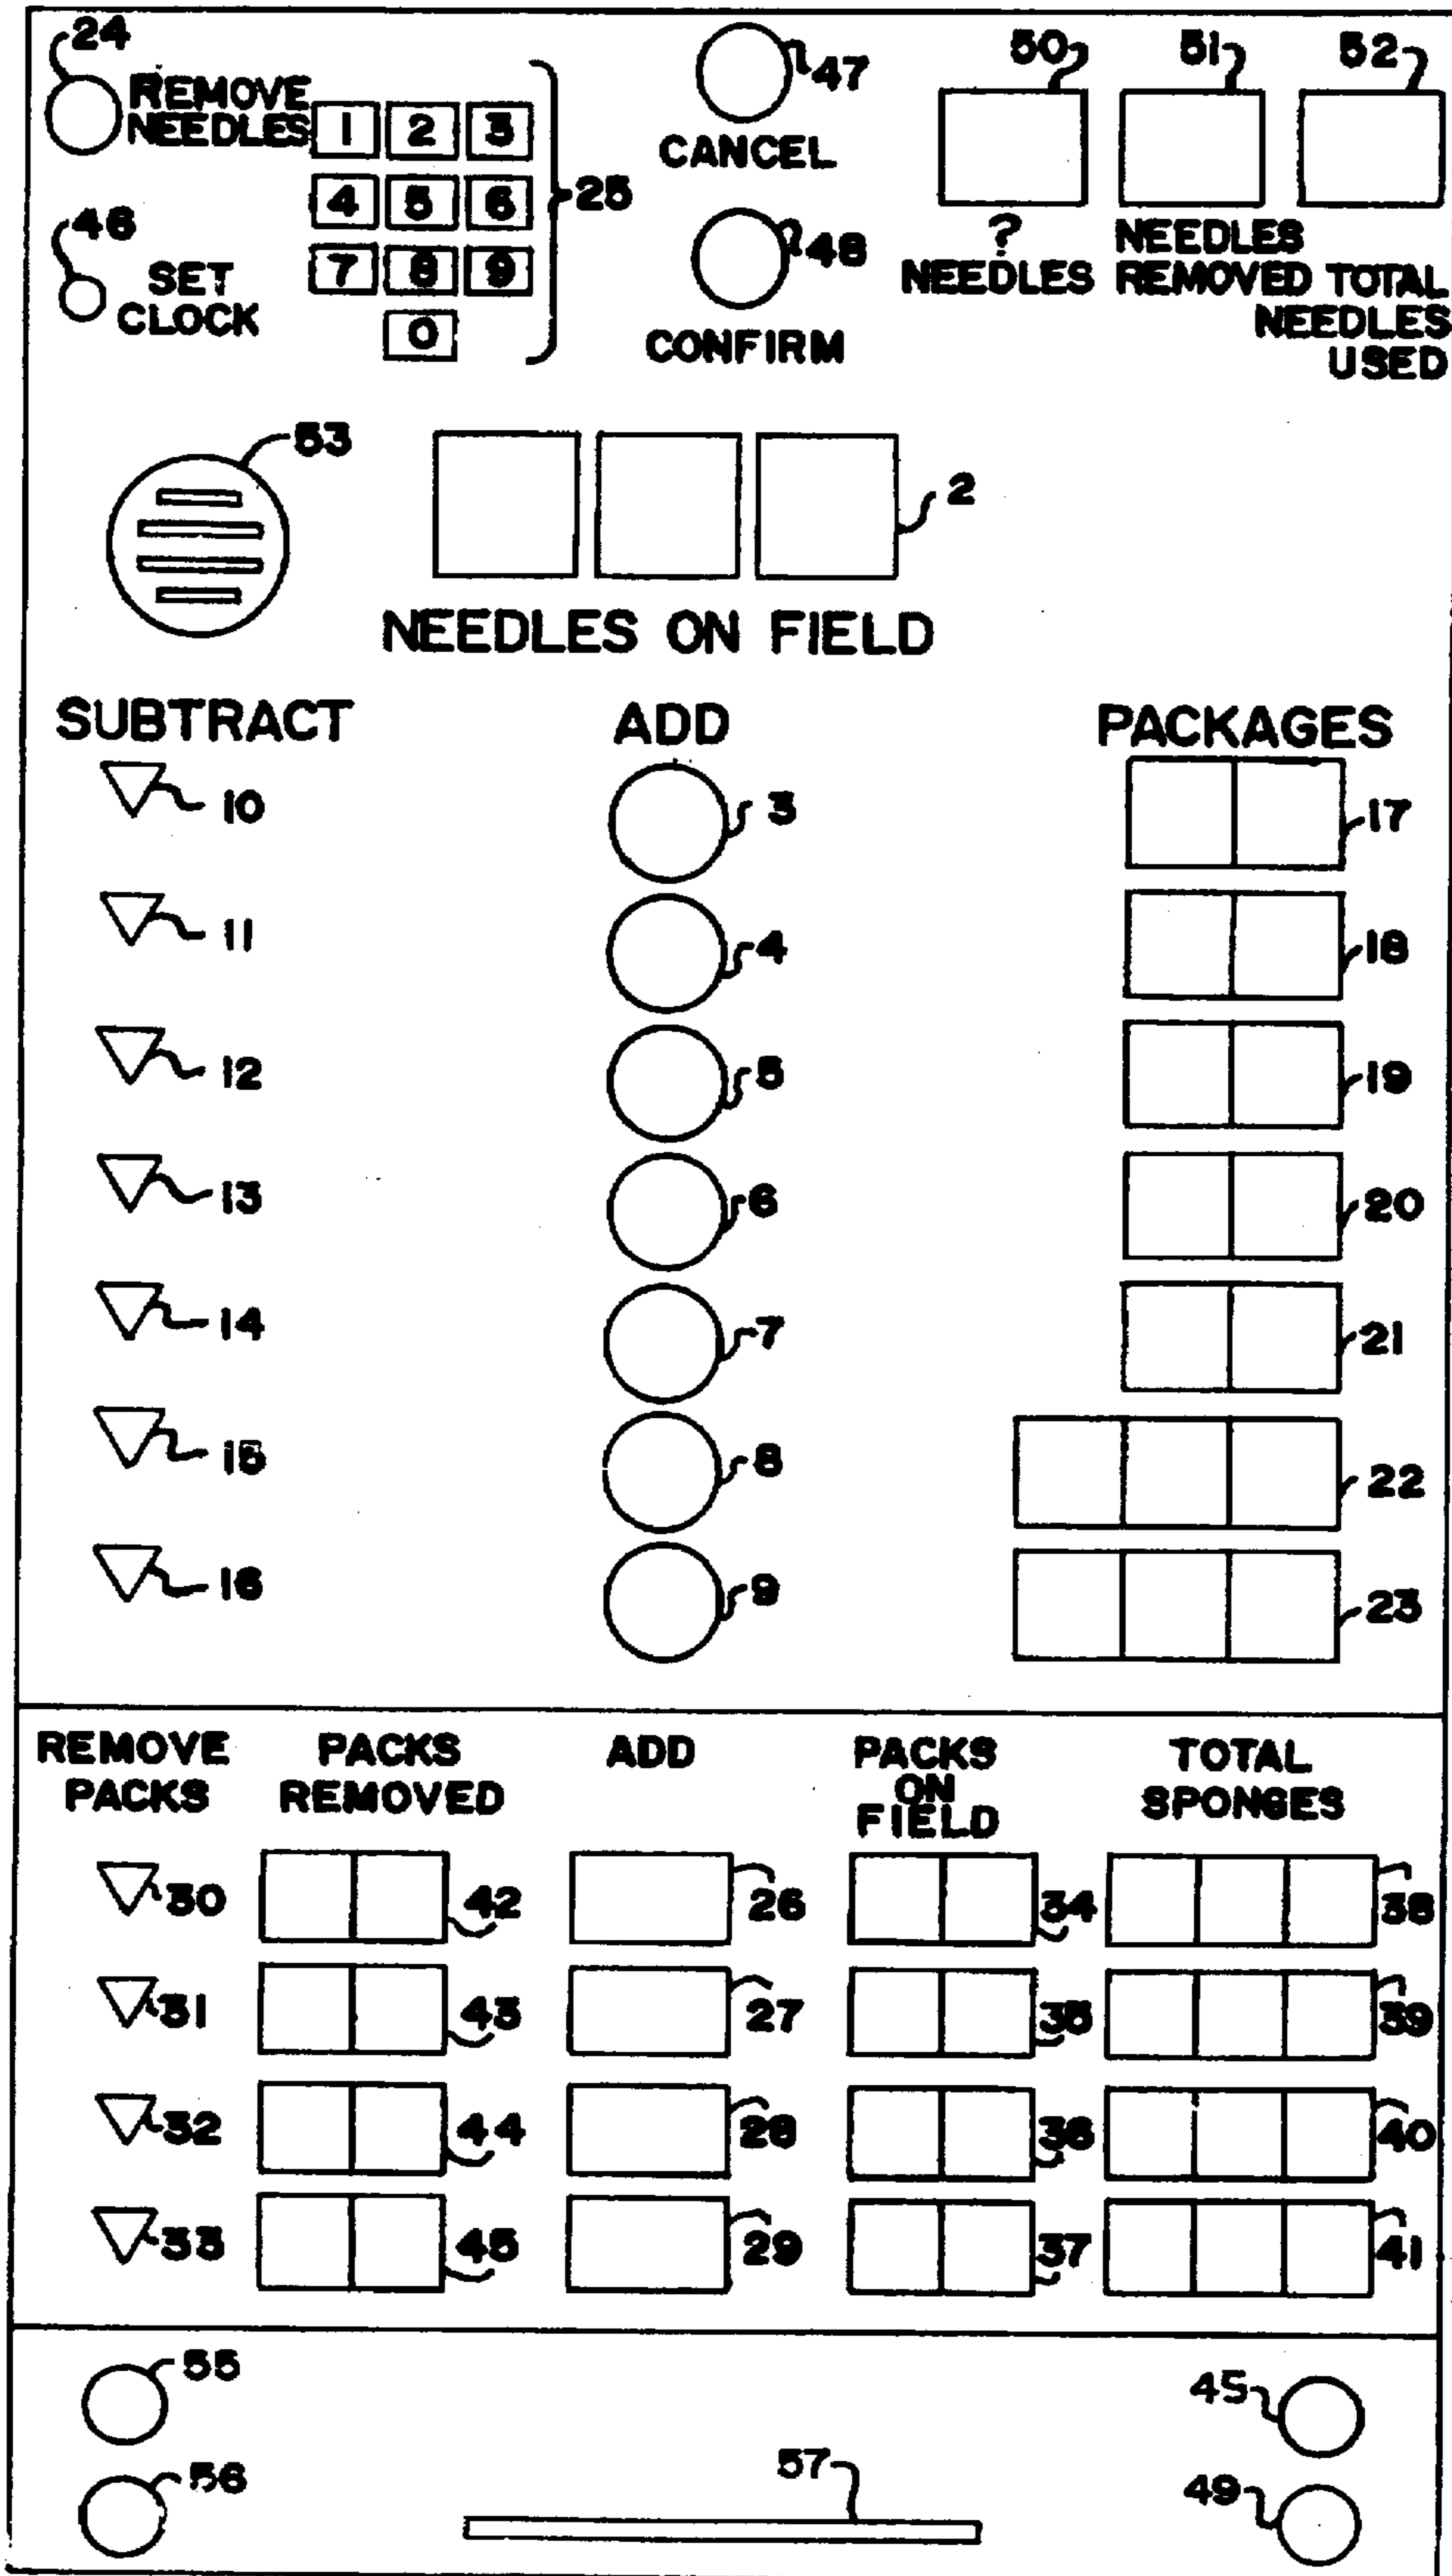 24
REMOVE
NEEDLES
1 2 3
4 5 6
7 8 9
0
25
46
SET
CLOCK
47
CANCEL
48
CONFIRM
50 51 52
?
NEEDLES
NEEDLES
REMOVED
TOTAL
NEEDLES
USED
53
2
NEEDLES ON FIELD
SUBTRACT ADD PACKAGES
10 3 17
11 4 18
12 5 19
13 6 20
14 7 21
15 8 22
16 9 23
REMOVE
PACKS
PACKS
REMOVED
ADD
PACKS
ON
FIELD
TOTAL
SPONGES
30 42 26 34 38
31 43 27 35 39
32 44 28 36 40
33 45 29 37 41
55 45
56 57 49